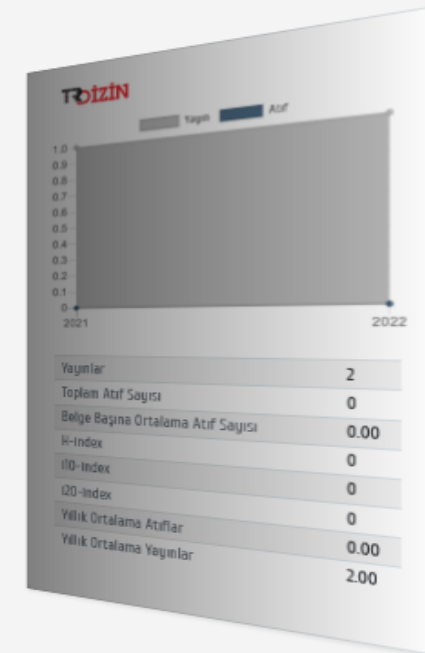 TR DİZİN
Yayın Atıf
1.0
0.9
0.8
0.7
0.6
0.5
0.4
0.3
0.2
0.1
0
2021 2022
Yayınlar 2
Toplam Atıf Sayısı 0
Belge Başına Ortalama Atıf Sayısı 0.00
H-index 0
i10-index 0
i20-index 0
Yıllık Ortalama Atıflar 0.00
Yıllık Ortalama Yayınlar 2.00